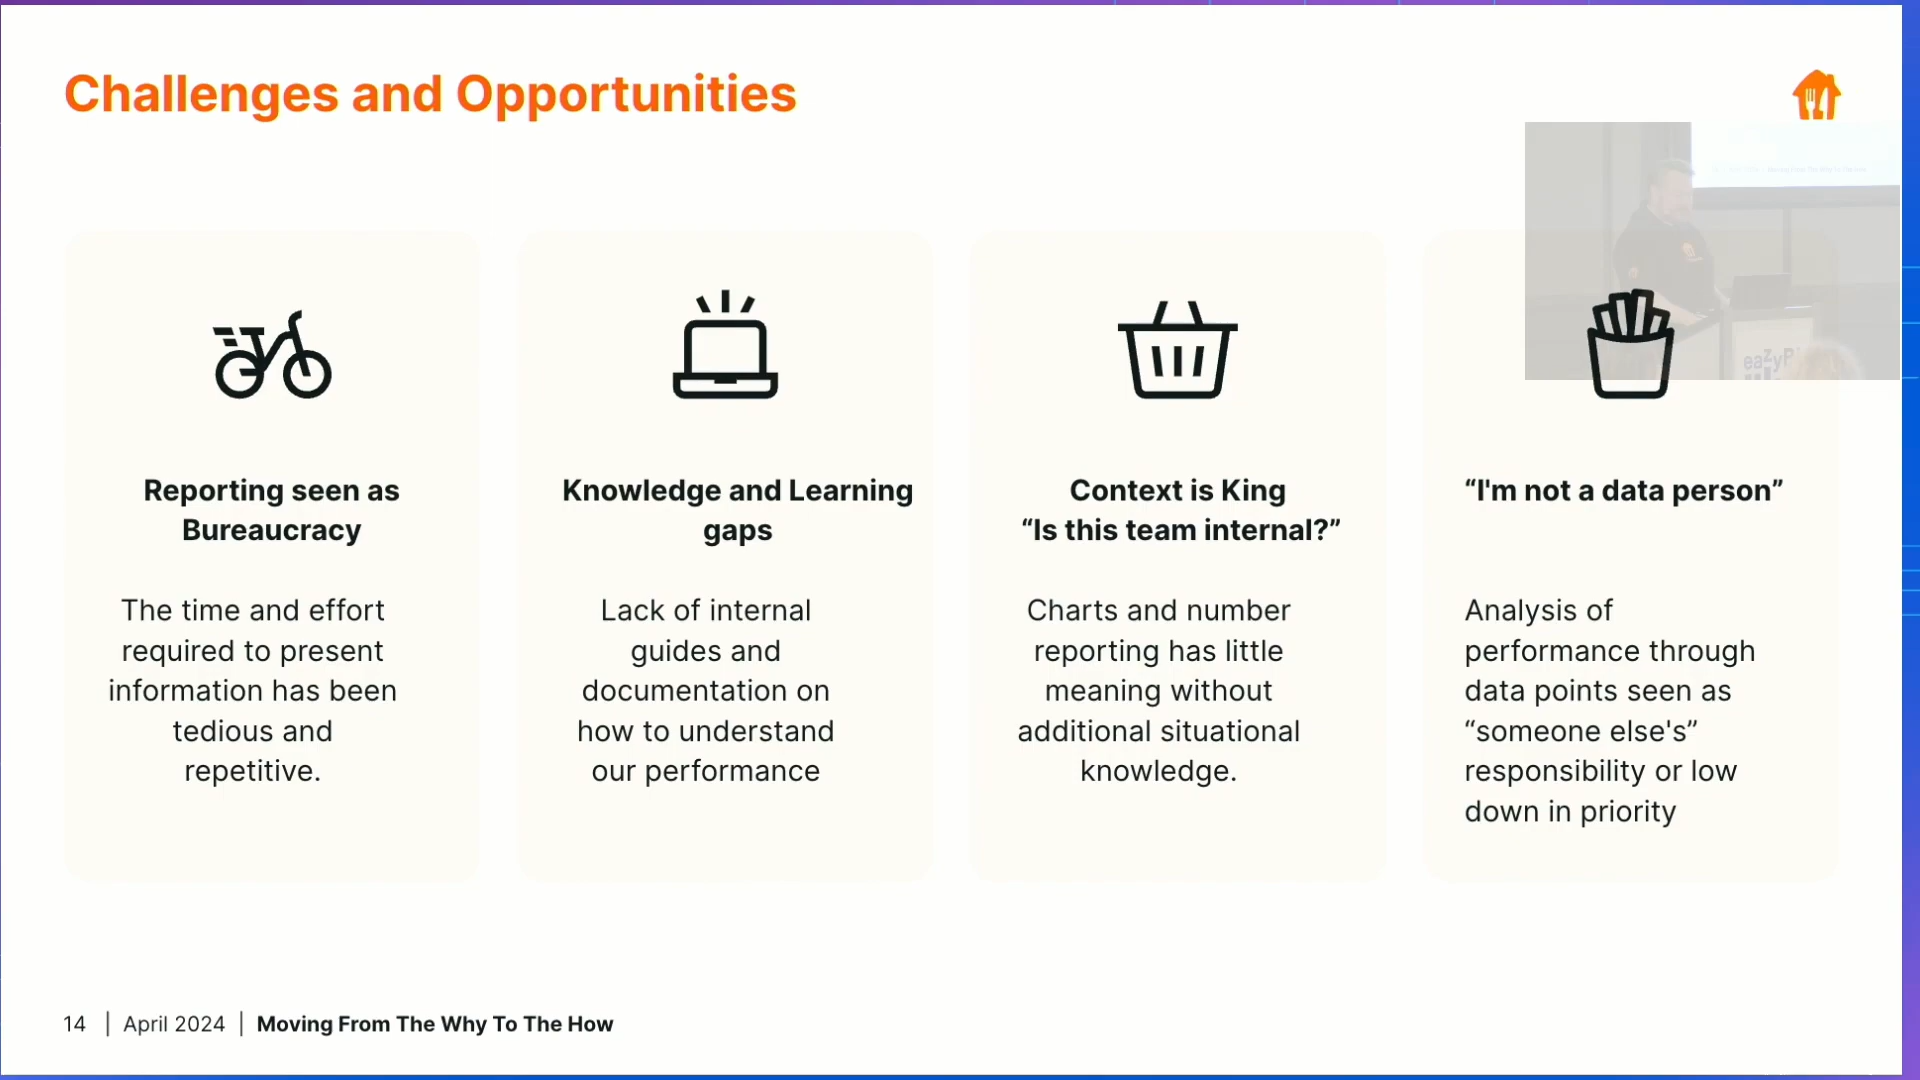 Challenges and Opportunities
Reporting seen as
Bureaucracy
The time and effort
required to present
information has been
tedious and
repetitive.
Knowledge and Learning
gaps
Lack of internal
guides and
documentation on
how to understand
our performance
Context is King
“Is this team internal?”
Charts and number
reporting has little
meaning without
additional situational
knowledge.
“I'm not a data person”
Analysis of
performance through
data points seen as
“someone else's”
responsibility or low
down in priority
eazyB
14 | April 2024 | Moving From The Why To The How